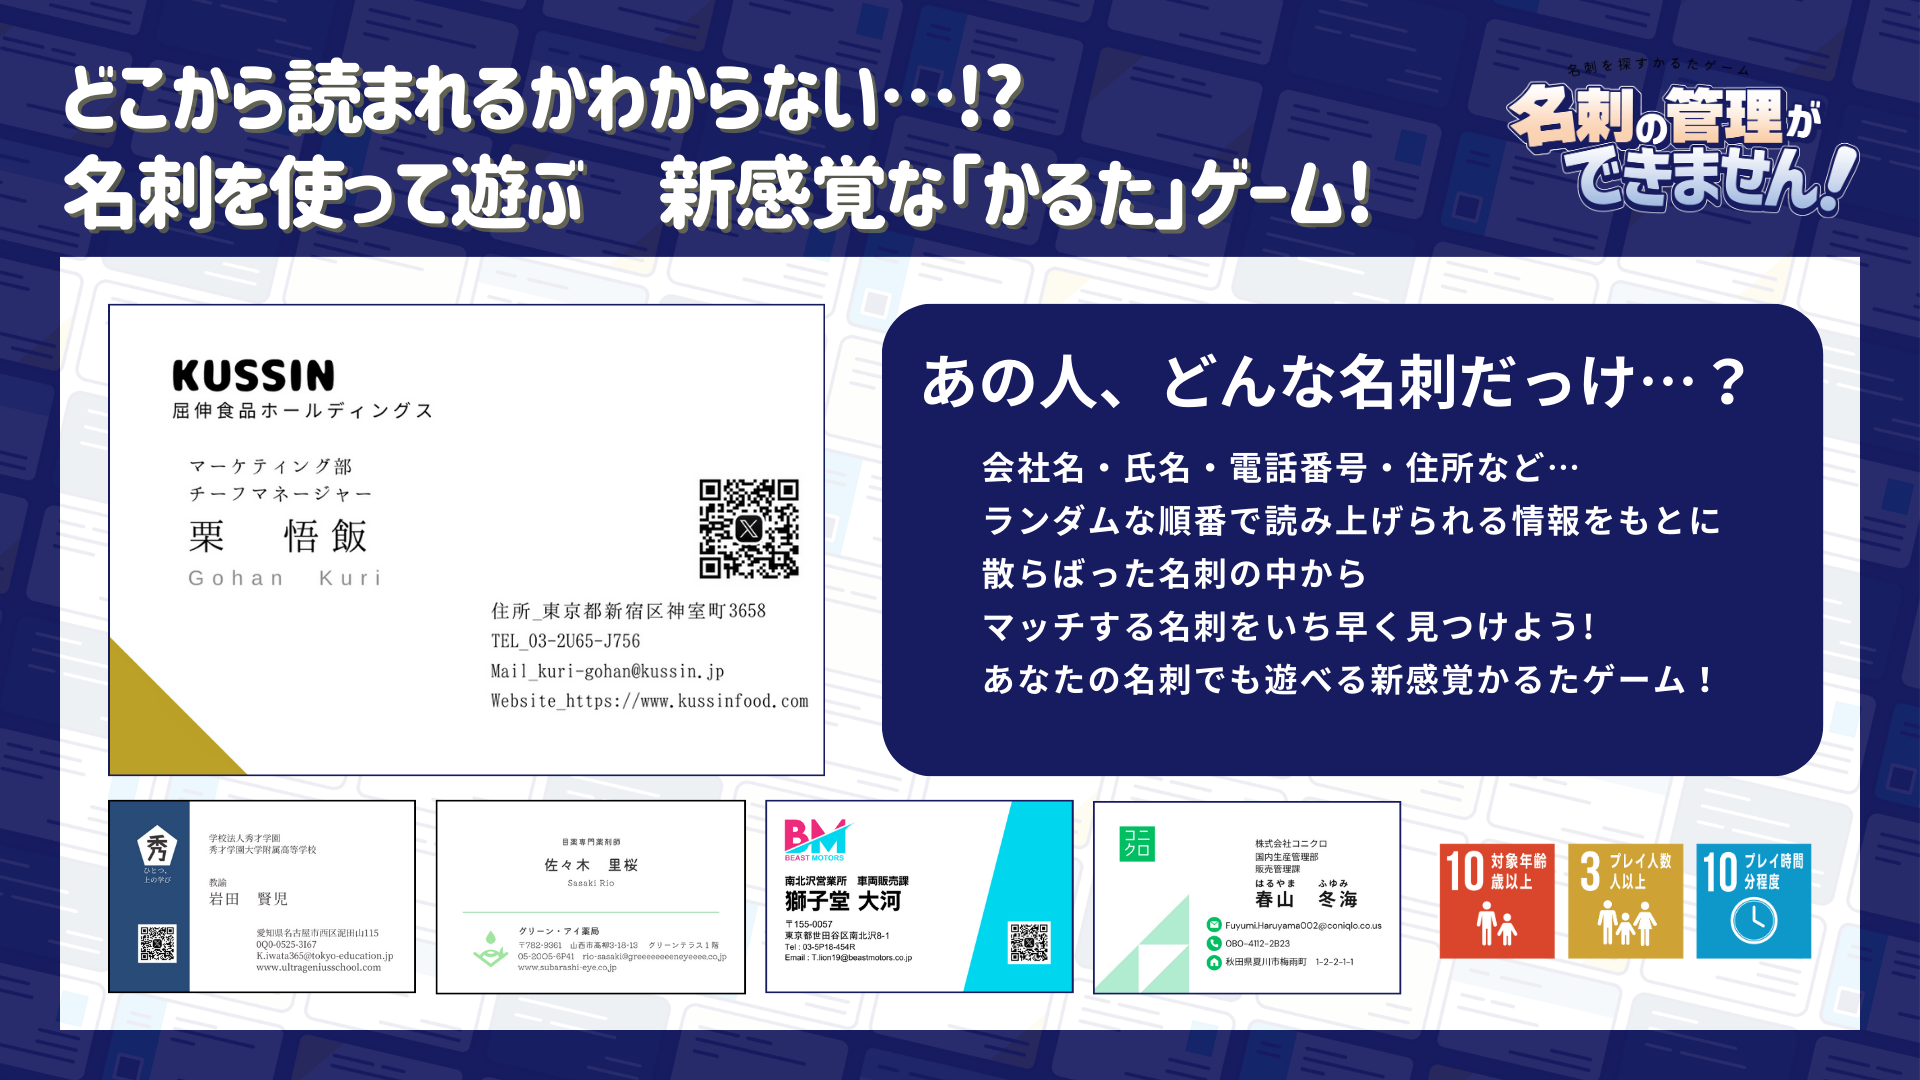 どこから読まれるかわからない…!?
名刺を使って遊ぶ　新感覚な「かるた」ゲーム!
名刺を探すかるたゲーム
名刺の管理が
できません!
KUSSIN
屈伸食品ホールディングス
マーケティング部
チーフマネージャー
栗　悟飯
Gohan Kuri
住所_東京都新宿区神室町3658
TEL_03-2U65-J756
Mail_kuri-gohan@kussin.jp
Website_https://www.kussinfood.com
あの人、どんな名刺だっけ…？
会社名・氏名・電話番号・住所など…
ランダムな順番で読み上げられる情報をもとに
散らばった名刺の中から
マッチする名刺をいち早く見つけよう!
あなたの名刺でも遊べる新感覚かるたゲーム！
秀
ひとつ、
上の学び
学校法人秀才学園
秀才学園大学附属高等学校
教諭
岩田　賢児
愛知県名古屋市西区泥田山115
0Q0-0525-3I67
K.iwata365@tokyo-education.jp
www.ultrageniusschool.com
目薬専門薬剤師
佐々木　里桜
Sasaki Rio
グリーン・アイ薬局
〒782-9361　山西市高柳3-18-13　グリーンテラス1階
05-20O5-6P41　rio-sasaki@greeeeeeeeneyeeee.co.jp
www.subarashi-eye.co.jp
BM
BEAST MOTORS
南北沢営業所　車両販売課
獅子堂 大河
〒155-0057
東京都世田谷区南北沢8-1
Tel : 03-5P18-454R
Email : T.lion19@beastmotors.co.jp
コニ
クロ
株式会社コニクロ
国内生産管理部
販売管理課
はるやま　ふゆみ
春山　冬海
Fuyumi.Haruyama002@coniqlo.co.us
0BO-4112-2B23
秋田県夏川市梅雨町　1-2-2-1-1
10 対象年齢
歳以上
3 プレイ人数
人以上
10 プレイ時間
分程度